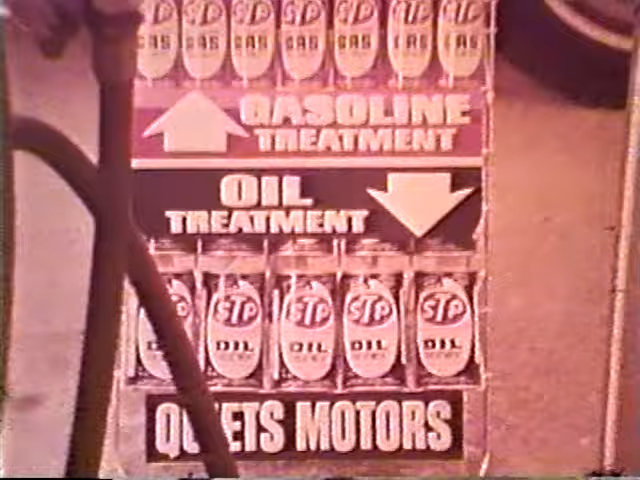 STP STP STP STP STP STP STP
GAS GAS GAS GAS GAS GAS GAS
GASOLINE
TREATMENT
OIL
TREATMENT
STP STP STP STP STP
OIL OIL OIL OIL
QUIETS MOTORS